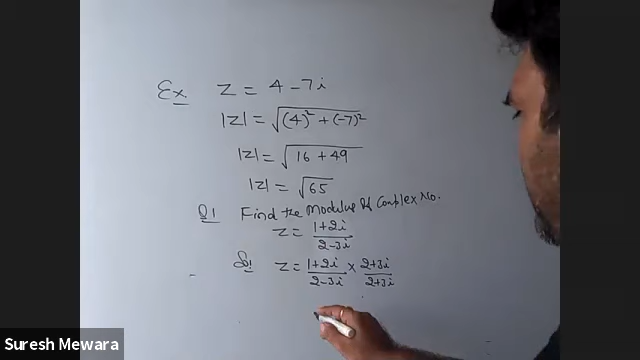 Ex z = 4 - 7i
|z| = √((4)² + (-7)²)
|z| = √(16 + 49)
|z| = √65
Q1 Find the Modulus of Complex No.
z = (1+2i)/(2-3i)
Sol z = (1+2i)/(2-3i) × (2+3i)/(2+3i)
Suresh Mewara